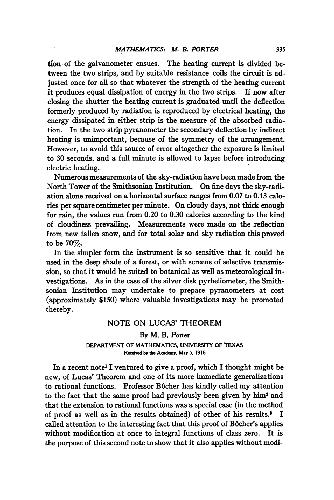 MATHEMATICS: M. B. PORTER 335
tion of the galvanometer ensues. The heating current is divided be-
tween the two strips, and by suitable resistance coils the circuit is ad-
justed once for all so that whatever the strength of the heating current
it produces equal dissipation of energy in the two strips. If now after
closing the shutter the heating current is graduated until the deflection
formerly produced by radiation is reproduced by electrical heating, the
energy dissipated in either strip is the measure of the absorbed radia-
tion. In the two strip pyranometer the secondary deflection by indirect
heating is unimportant, because of the symmetry of the arrangement.
However, to avoid this source of error altogether the exposure is limited
to 30 seconds, and a full minute is allowed to lapse before introducing
electric heating.
Numerous measurements of the sky-radiation have been made from the
North Tower of the Smithsonian Institution. On fine days the sky-radi-
ation alone received on a horizontal surface ranges from 0.07 to 0.13 calo-
ries per square centimeter per minute. On cloudy days, not thick enough
for rain, the values run from 0.20 to 0.30 calories according to the kind
of cloudiness prevailing. Measurements were made on the reflection
from new fallen snow, and for total solar and sky radiation this proved
to be 70%.
In the simpler form the instrument is so sensitive that it could be
used in the deep shade of a forest, or with screens of selective transmis-
sion, so that it would be suited to botanical as well as meteorological in-
vestigations. As in the case of the silver disk pyrheliometer, the Smith-
sonian Institution may undertake to prepare pyranometers at cost
(approximately $150) where valuable investigations may be promoted
thereby.
NOTE ON LUCAS' THEOREM
By M. B. Porter
DEPARTMENT OF MATHEMATICS, UNIVERSITY OF TEXAS
Received by the Academy, May 5, 1916
In a recent note¹ I ventured to give a proof, which I thought might be
new, of Lucas' Theorem and one of its more immediate generalizations
to rational functions. Professor Bôcher has kindly called my attention
to the fact that the same proof had previously been given by him² and
that the extension to rational functions was a special case (in the method
of proof as well as in the results obtained) of other of his results.³ I
called attention to the interesting fact that this proof of Bôcher's applies
without modification at once to integral functions of class zero. It is
the purpose of this second note to show that it also applies without modi-